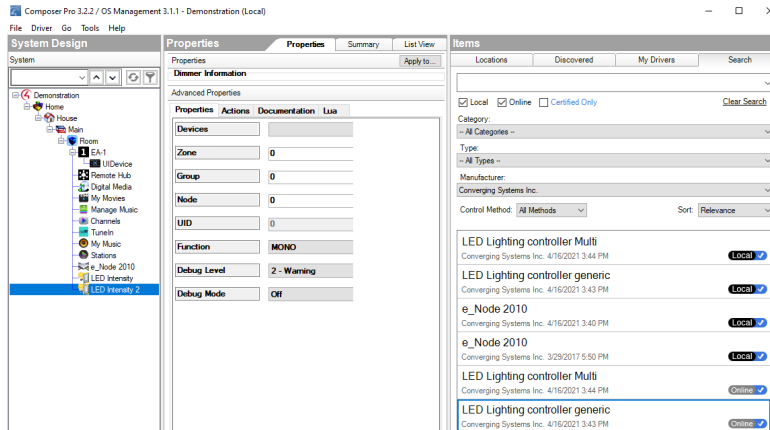 Composer Pro 3.2.2 / OS Management 3.1.1 - Demonstration (Local)
File Driver Go Tools Help
System Design
System
Demonstration
Home
House
Main
Room
EA-1
UIDevice
Remote Hub
Digital Media
My Movies
Manage Music
Channels
TuneIn
My Music
Stations
e_Node 2010
LED Intensity
LED Intensity 2
Properties
Properties Summary List View
Properties Apply to...
Dimmer Information
Advanced Properties
Properties Actions Documentation Lua
Devices
Zone 0
Group 0
Node 0
UID 0
Function MONO
Debug Level 2 - Warning
Debug Mode Off
Items
Locations Discovered My Drivers Search
Local Online Certified Only Clear Search
Category:
-- All Categories --
Type:
-- All Types --
Manufacturer:
Converging Systems Inc.
Control Method: All Methods Sort: Relevance
LED Lighting controller Multi
Converging Systems Inc. 4/16/2021 3:44 PM Local
LED Lighting controller generic
Converging Systems Inc. 4/16/2021 3:43 PM Local
e_Node 2010
Converging Systems Inc. 4/16/2021 3:40 PM Local
e_Node 2010
Converging Systems Inc. 3/29/2017 5:50 PM Local
LED Lighting controller Multi
Converging Systems Inc. 4/16/2021 3:44 PM Online
LED Lighting controller generic
Converging Systems Inc. 4/16/2021 3:43 PM Online